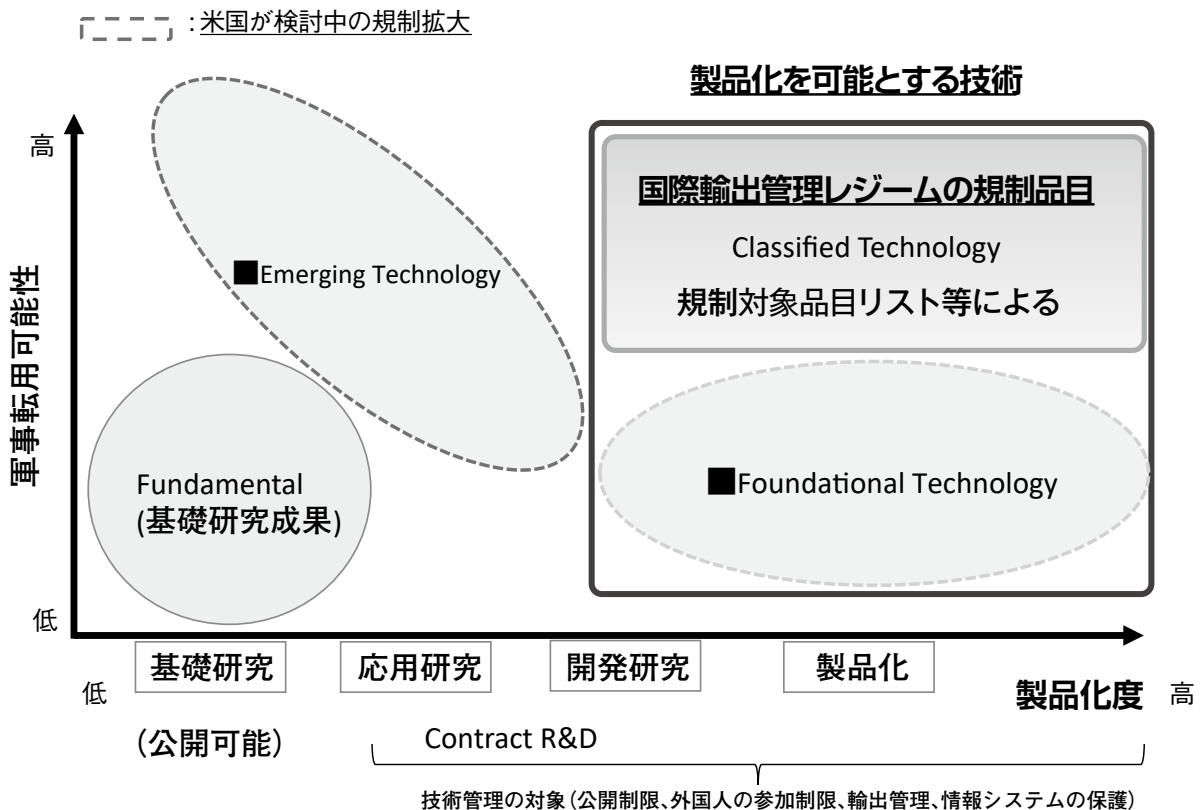 ：米国が検討中の規制拡大
製品化を可能とする技術
高
国際輸出管理レジームの規制品目
Classified Technology
規制対象品目リスト等による
■Emerging Technology
軍事転用可能性
Fundamental
(基礎研究成果)
■Foundational Technology
低
基礎研究 応用研究 開発研究 製品化
低 製品化度 高
（公開可能） Contract R&D
技術管理の対象（公開制限、外国人の参加制限、輸出管理、情報システムの保護）